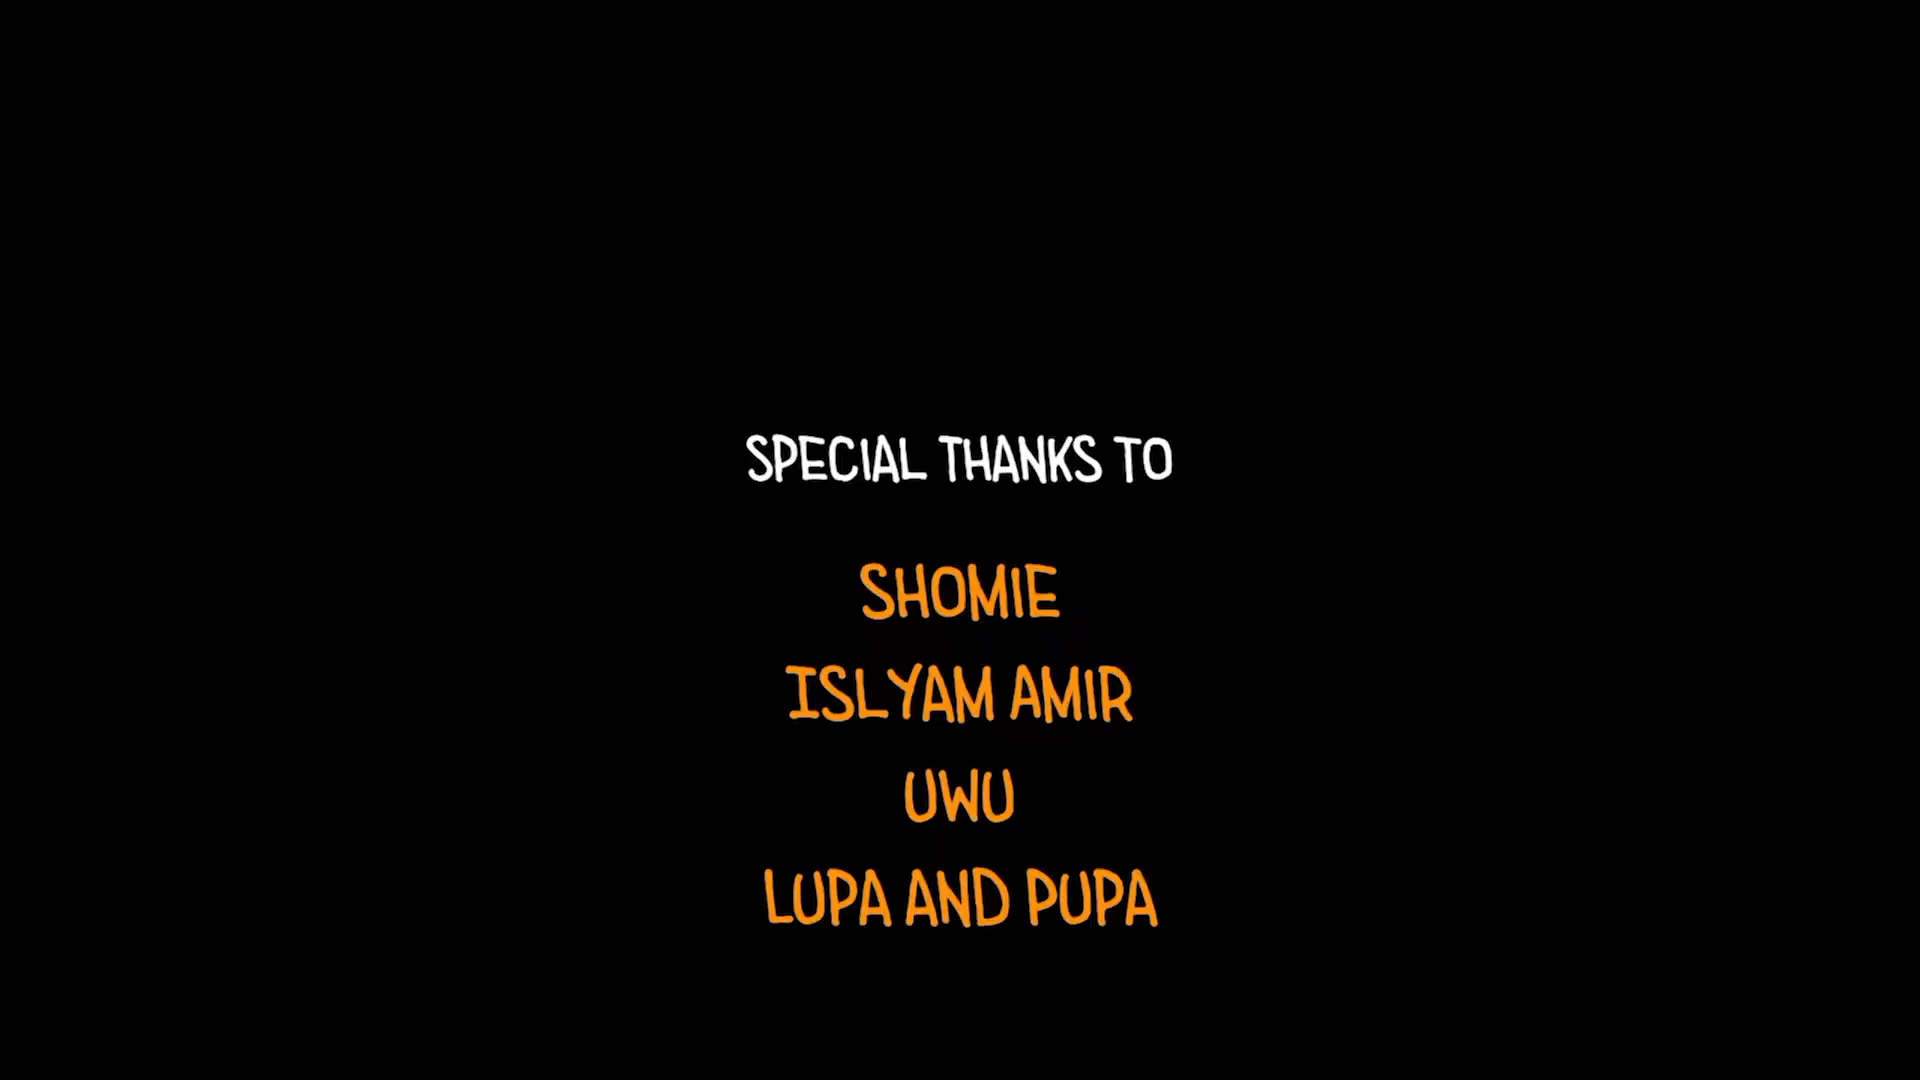 SPECIAL THANKS TO
SHOMIE
ISLYAM AMIR
UWU
LUPA AND PUPA